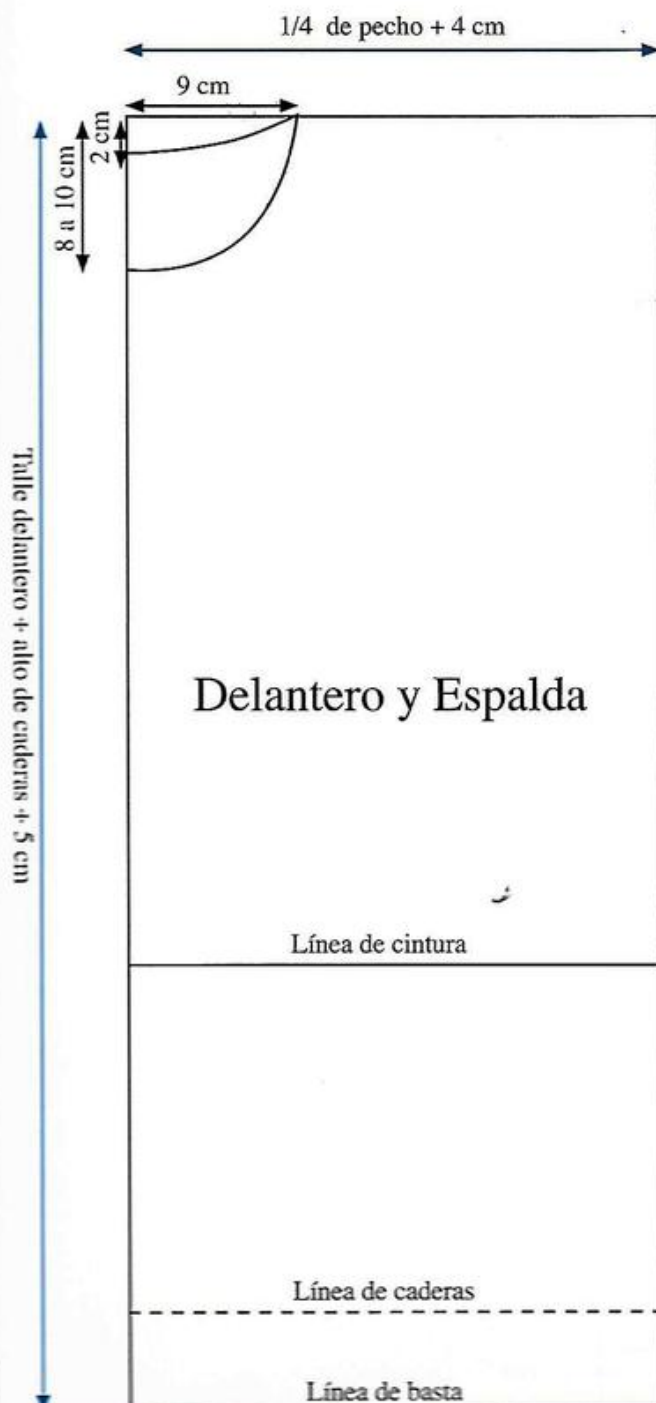 1/4 de pecho + 4 cm
9 cm
2 cm
8 a 10 cm
Talle delantero + alto de caderas + 5 cm
Delantero y Espalda
Línea de cintura
Línea de caderas
Línea de basta